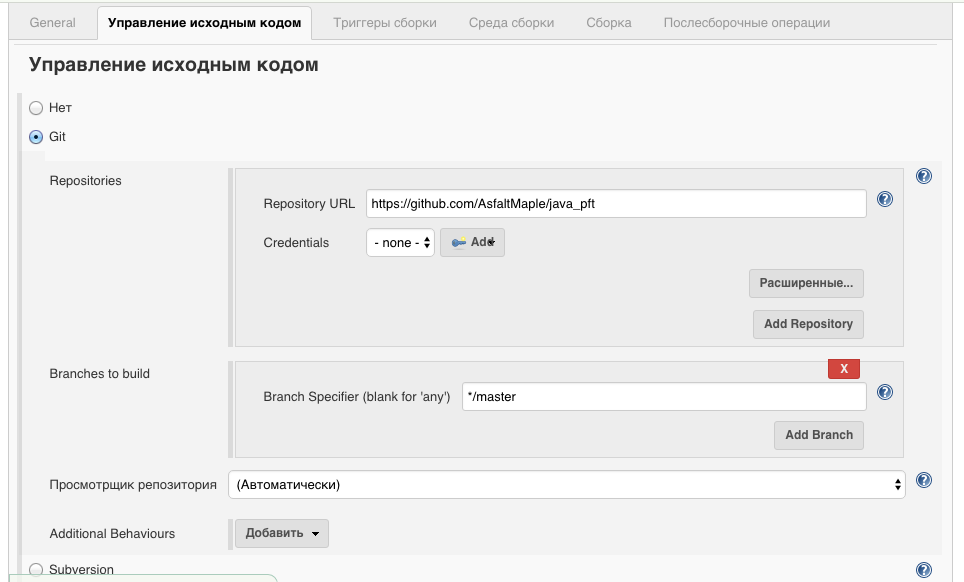 General Управление исходным кодом Триггеры сборки Среда сборки Сборка Послесборочные операции
Управление исходным кодом
Нет
Git
Repositories
Repository URL https://github.com/AsfaltMaple/java_pft
Credentials - none - Add
Расширенные...
Add Repository
Branches to build
X
Branch Specifier (blank for 'any') */master
Add Branch
Просмотрщик репозитория (Автоматически)
Additional Behaviours Добавить
Subversion